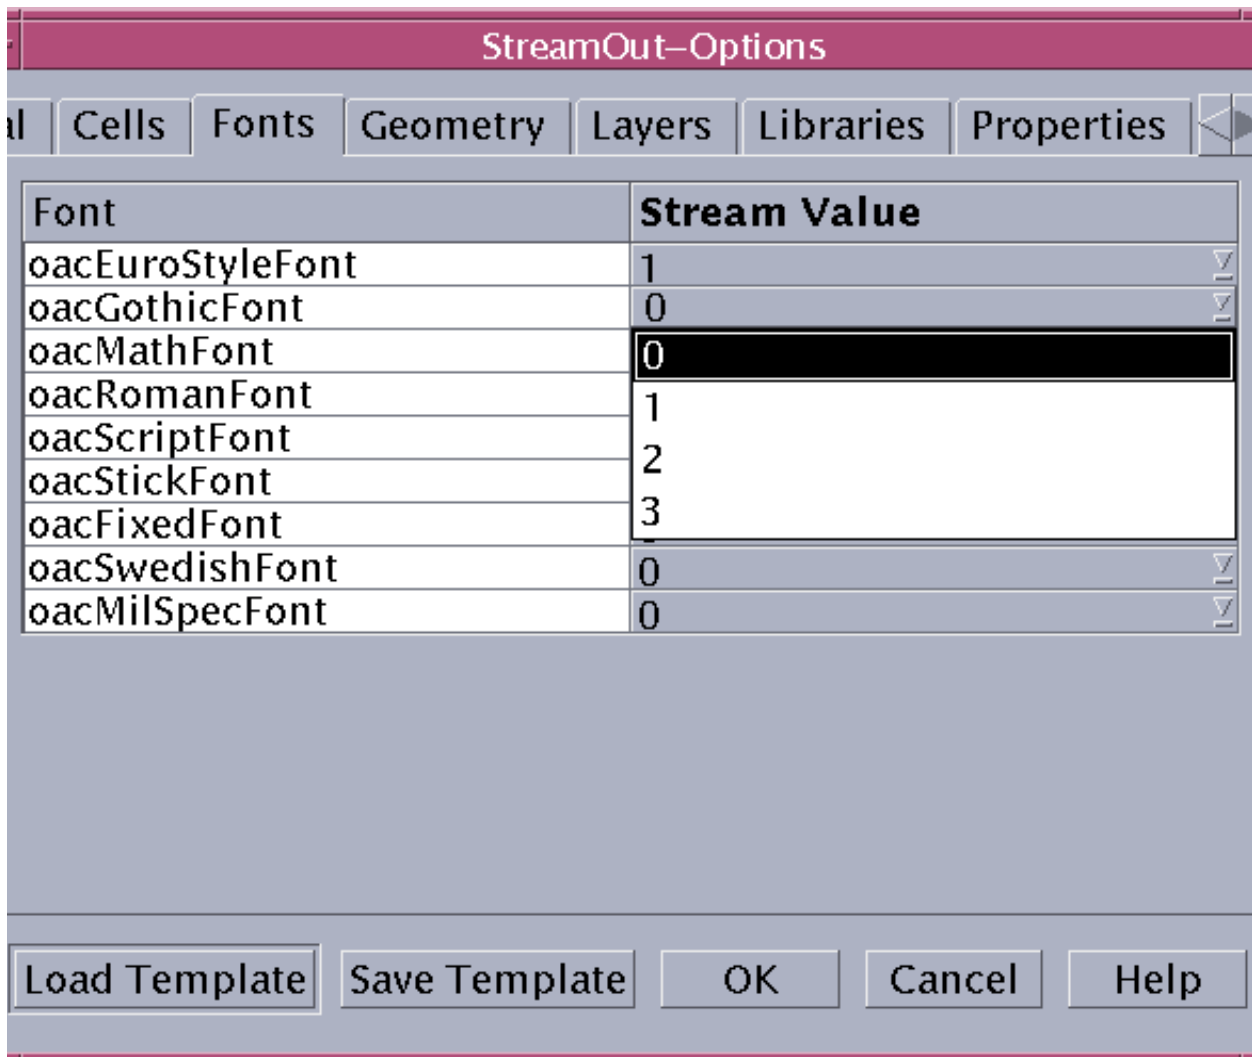 StreamOut–Options
al Cells Fonts Geometry Layers Libraries Properties
Font Stream Value
oacEuroStyleFont 1
oacGothicFont 0
oacMathFont 0
oacRomanFont 1
oacScriptFont 2
oacStickFont 3
oacFixedFont
oacSwedishFont 0
oacMilSpecFont 0
Load Template Save Template OK Cancel Help